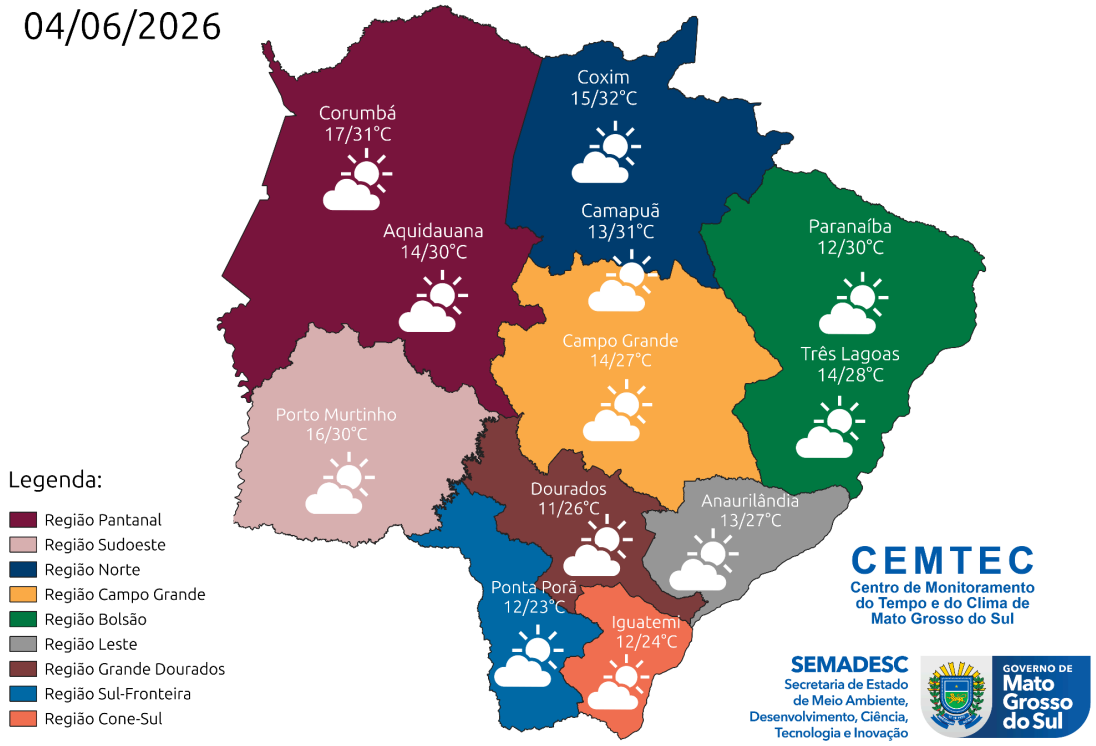 04/06/2026
Coxim
15/32°C
Corumbá
17/31°C
Camapuã
13/31°C
Aquidauana
14/30°C
Paranaíba
12/30°C
Campo Grande
14/27°C
Três Lagoas
14/28°C
Porto Murtinho
16/30°C
Dourados
11/26°C
Anaurilândia
13/27°C
Ponta Porã
12/23°C
Iguatemi
12/24°C
Legenda:
Região Pantanal
Região Sudoeste
Região Norte
Região Campo Grande
Região Bolsão
Região Leste
Região Grande Dourados
Região Sul-Fronteira
Região Cone-Sul
CEMTEC
Centro de Monitoramento
do Tempo e do Clima de
Mato Grosso do Sul
SEMADESC
Secretaria de Estado
de Meio Ambiente,
Desenvolvimento, Ciência,
Tecnologia e Inovação
GOVERNO DE
Mato
Grosso
do Sul